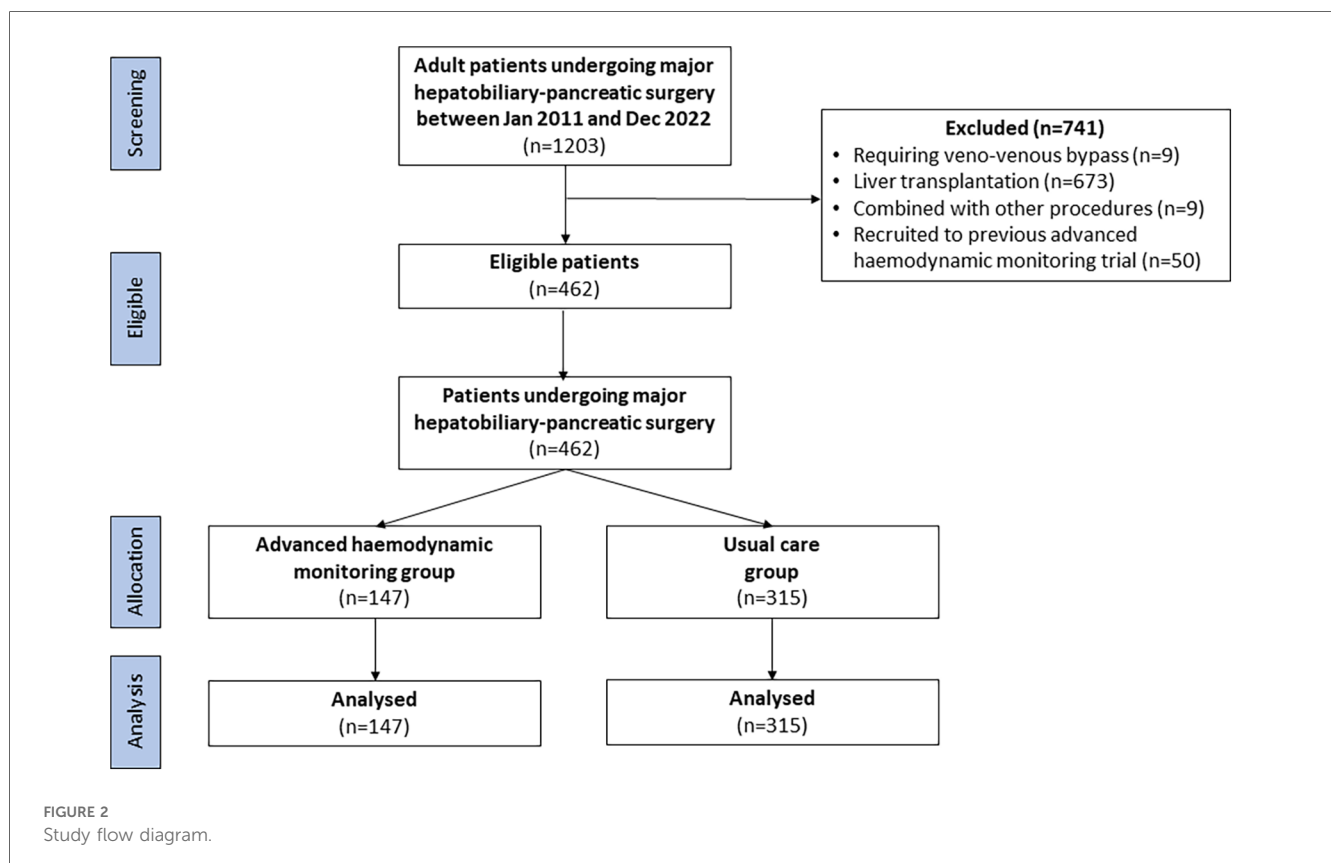 Screening
Adult patients undergoing major
hepatobiliary-pancreatic surgery
between Jan 2011 and Dec 2022
(n=1203)
Excluded (n=741)
• Requiring veno-venous bypass (n=9)
• Liver transplantation (n=673)
• Combined with other procedures (n=9)
• Recruited to previous advanced
haemodynamic monitoring trial (n=50)
Eligible
Eligible patients
(n=462)
Patients undergoing major
hepatobiliary-pancreatic surgery
(n=462)
Allocation
Advanced haemodynamic
monitoring group
(n=147)
Usual care
group
(n=315)
Analysis
Analysed
(n=147)
Analysed
(n=315)
FIGURE 2
Study flow diagram.